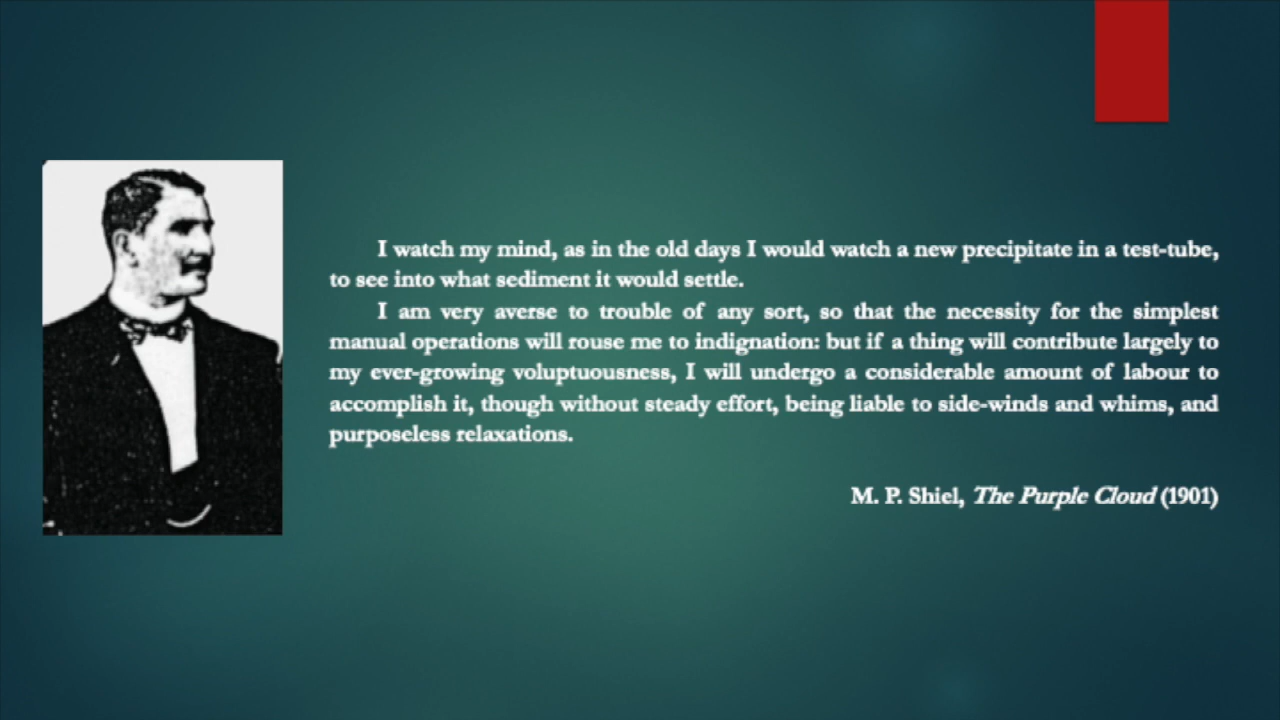 I watch my mind, as in the old days I would watch a new precipitate in a test-tube,
to see into what sediment it would settle.
I am very averse to trouble of any sort, so that the necessity for the simplest
manual operations will rouse me to indignation: but if a thing will contribute largely to
my ever-growing voluptuousness, I will undergo a considerable amount of labour to
accomplish it, though without steady effort, being liable to side-winds and whims, and
purposeless relaxations.
M. P. Shiel, The Purple Cloud (1901)